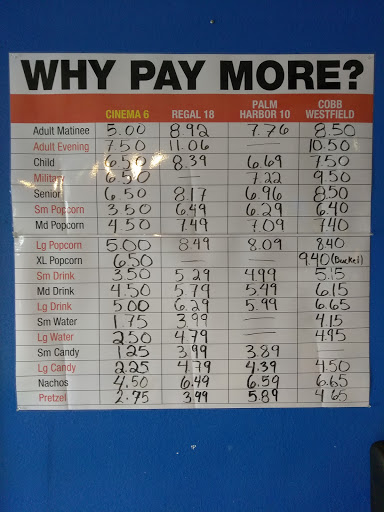 WHY PAY MORE?
CINEMA 6 REGAL 18 PALM HARBOR 10 COBB WESTFIELD
Adult Matinee 5.00 8.92 7.76 8.50
Adult Evening 7.50 11.06 — 10.50
Child 6.50 8.39 6.69 7.50
Military 6.50 — 7.22 9.50
Senior 6.50 8.17 6.96 8.50
Sm Popcorn 3.50 6.49 6.29 6.40
Md Popcorn 4.50 7.49 7.09 7.40
Lg Popcorn 5.00 8.49 8.09 8.40
XL Popcorn 6.50 — — 9.40 (Bucket)
Sm Drink 3.50 5.29 4.99 5.15
Md Drink 4.50 5.79 5.49 6.15
Lg Drink 5.00 6.29 5.99 6.65
Sm Water 1.75 3.99 — 4.15
Lg Water 2.50 4.79 — 4.95
Sm Candy 1.25 3.99 3.89 —
Lg Candy 2.25 4.79 4.39 4.50
Nachos 4.50 6.49 6.59 6.65
Pretzel 2.75 3.99 5.89 4.65